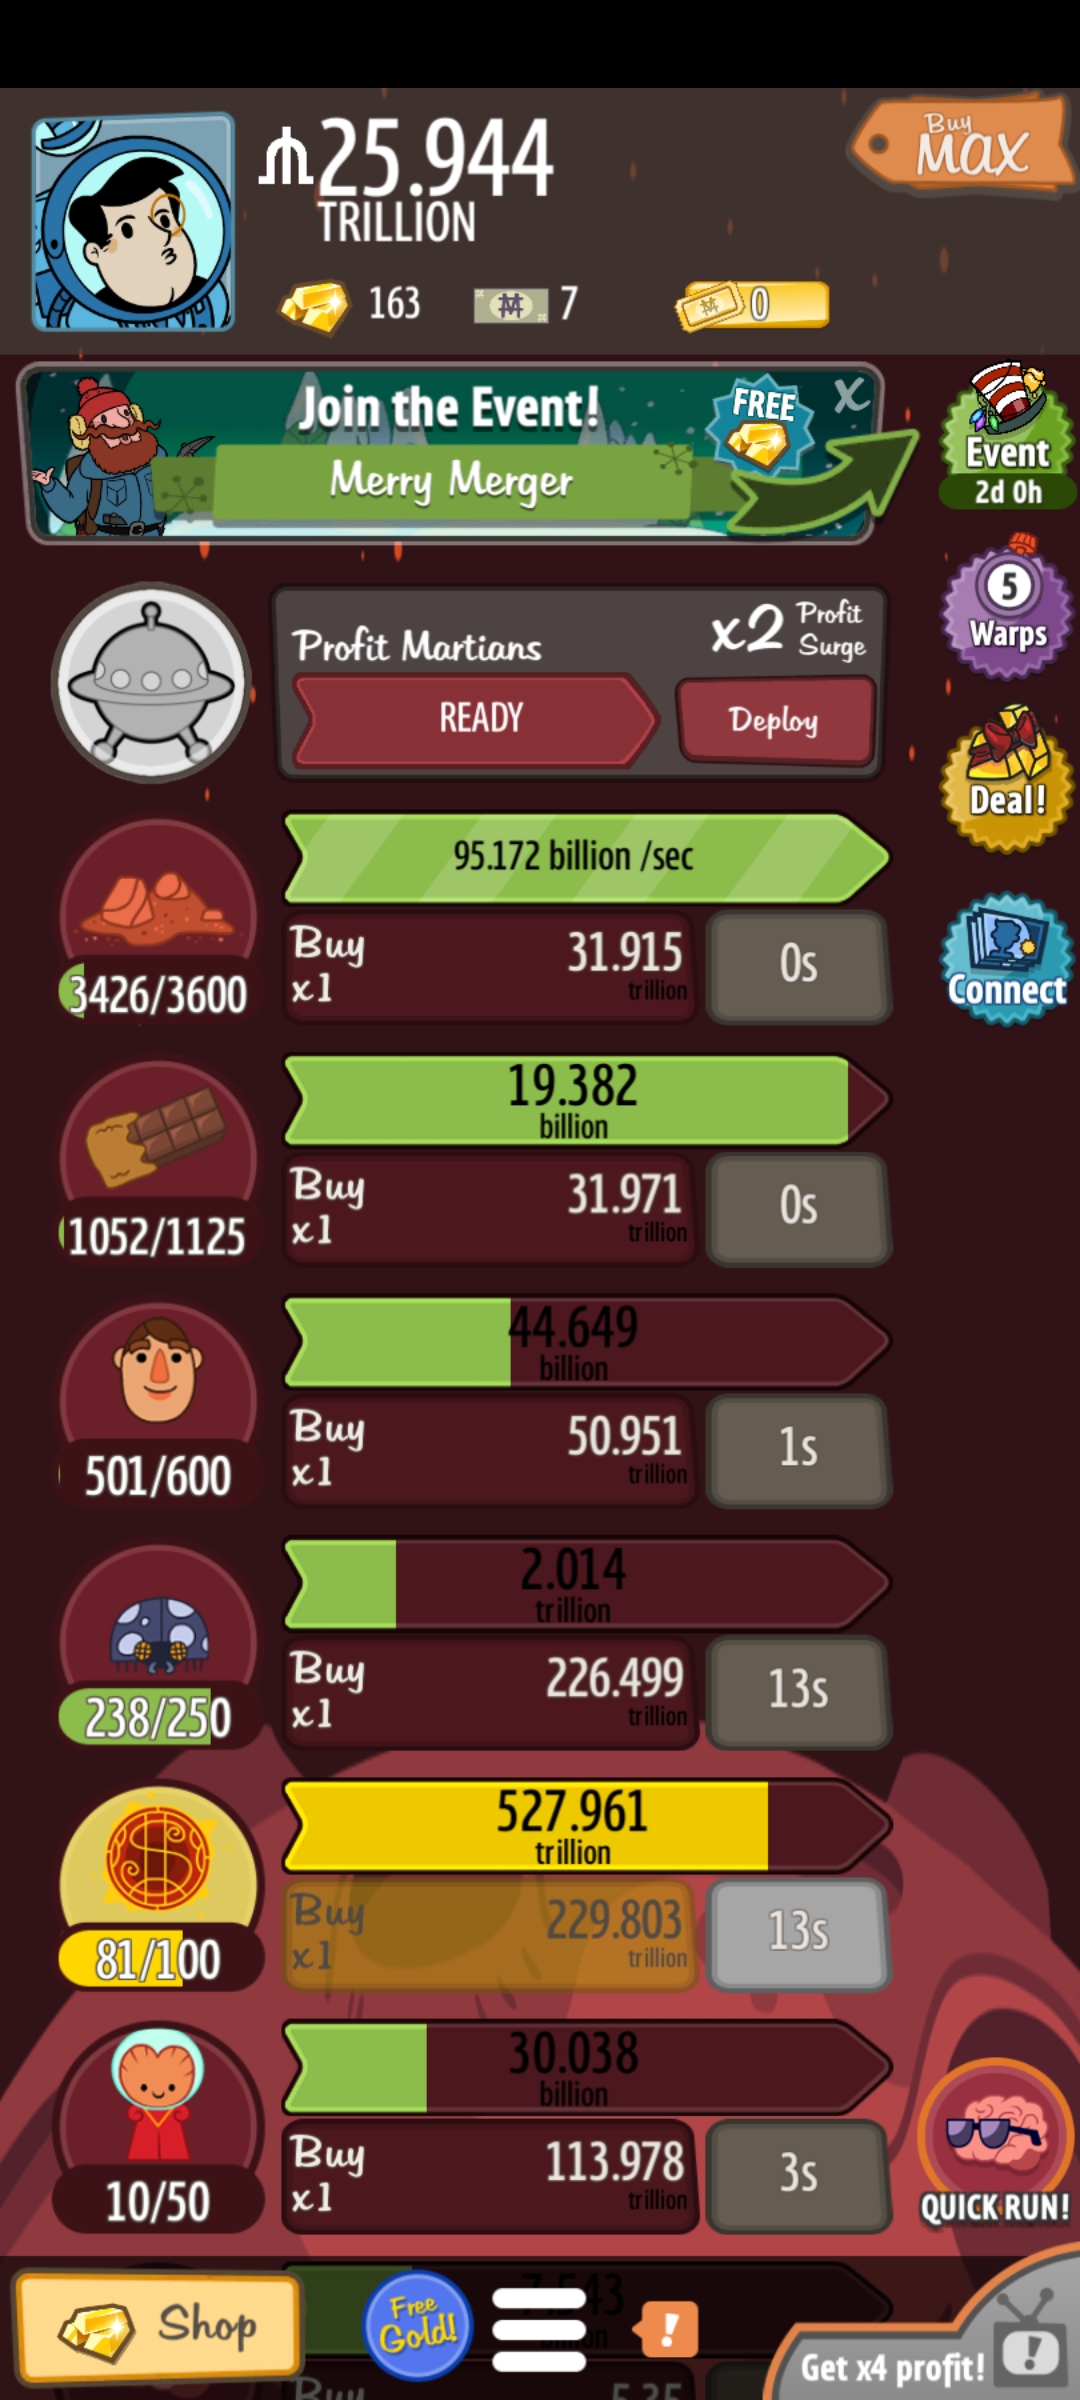 25.944
TRILLION
Buy
MAX
163
7
0
Join the Event!
Merry Merger
FREE
X
Event
2d 0h
5
Warps
Profit Martians
x2 Profit Surge
READY
Deploy
Deal!
95.172 billion /sec
Buy x1
31.915 trillion
0s
3426/3600
Connect
19.382
billion
Buy x1
31.971 trillion
0s
1052/1125
44.649
billion
Buy x1
50.951 trillion
1s
501/600
2.014
trillion
Buy x1
226.499 trillion
13s
238/250
527.961
trillion
Buy x1
229.803 trillion
13s
81/100
30.038
billion
Buy x1
113.978 trillion
3s
10/50
QUICK RUN!
Shop
Free Gold!
!
Get x4 profit!
!
Buy